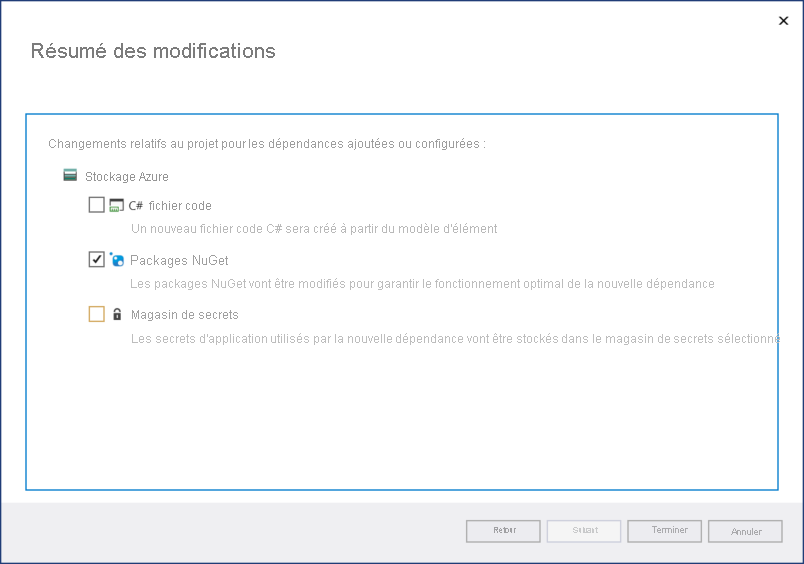 Résumé des modifications
Changements relatifs au projet pour les dépendances ajoutées ou configurées :
Stockage Azure
C# fichier code
Un nouveau fichier code C# sera créé à partir du modèle d'élément
Packages NuGet
Les packages NuGet vont être modifiés pour garantir le fonctionnement optimal de la nouvelle dépendance
Magasin de secrets
Les secrets d'application utilisés par la nouvelle dépendance vont être stockés dans le magasin de secrets sélectionné
Retour
Suivant
Terminer
Annuler